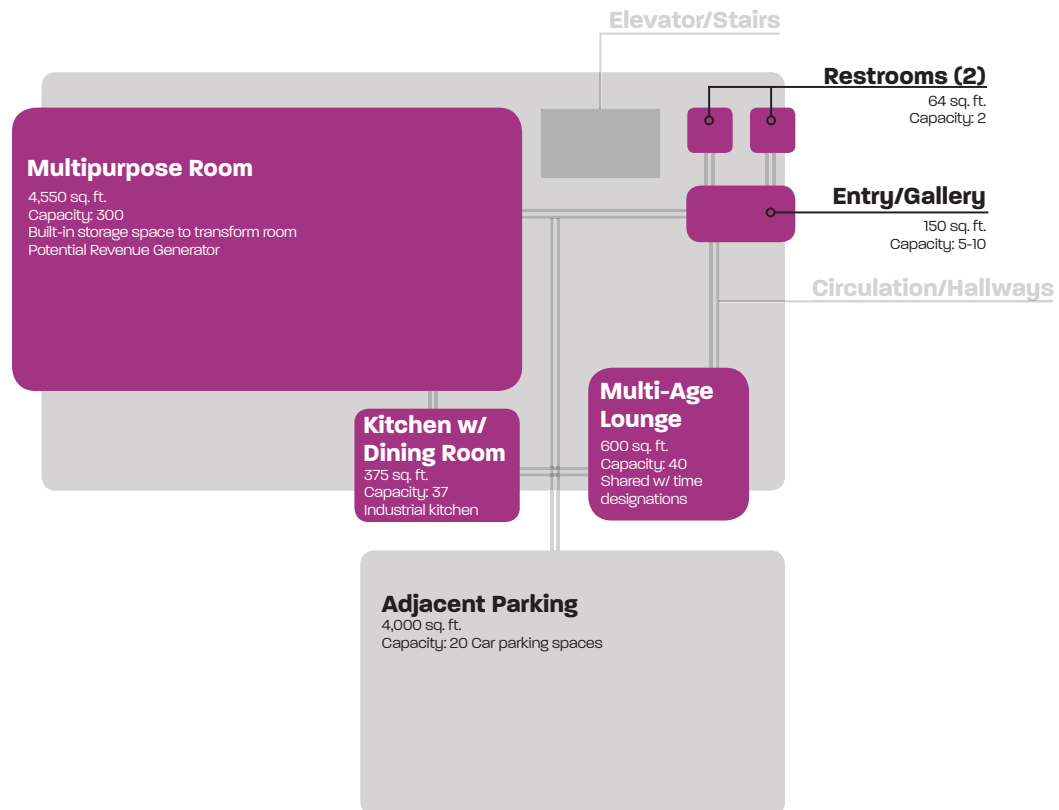 Elevator/Stairs
Restrooms (2)
64 sq. ft.
Capacity: 2
Multipurpose Room
4,550 sq. ft.
Capacity: 300
Built-in storage space to transform room
Potential Revenue Generator
Entry/Gallery
150 sq. ft.
Capacity: 5-10
Circulation/Hallways
Kitchen w/
Dining Room
375 sq. ft.
Capacity: 37
Industrial kitchen
Multi-Age
Lounge
600 sq. ft.
Capacity: 40
Shared w/ time
designations
Adjacent Parking
4,000 sq. ft.
Capacity: 20 Car parking spaces